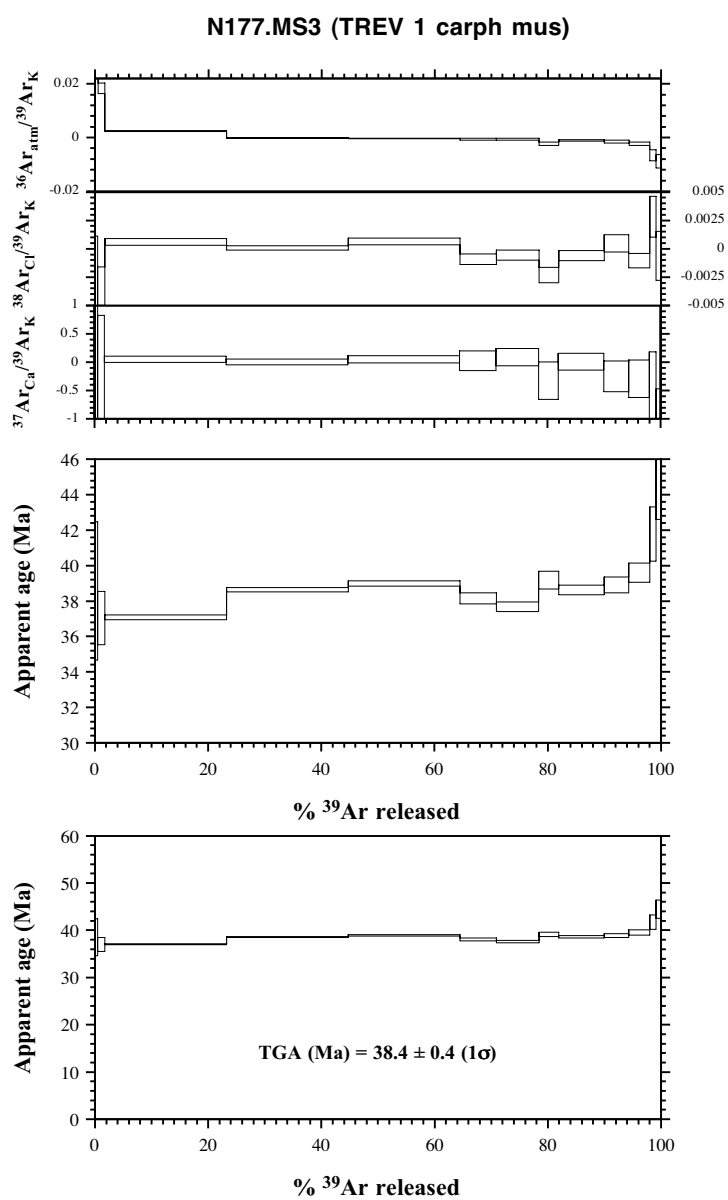 N177.MS3 (TREV 1 carph mus)
³⁶Ar_atm/³⁹Ar_K
0.02
0
-0.02
³⁸Ar_Cl/³⁹Ar_K
0.005
0.0025
0
-0.0025
-0.005
³⁷Ar_Ca/³⁹Ar_K
1
0.5
0
-0.5
-1
Apparent age (Ma)
46
44
42
40
38
36
34
32
30
0 20 40 60 80 100
% ³⁹Ar released
Apparent age (Ma)
60
50
40
30
20
10
0
TGA (Ma) = 38.4 ± 0.4 (1σ)
0 20 40 60 80 100
% ³⁹Ar released